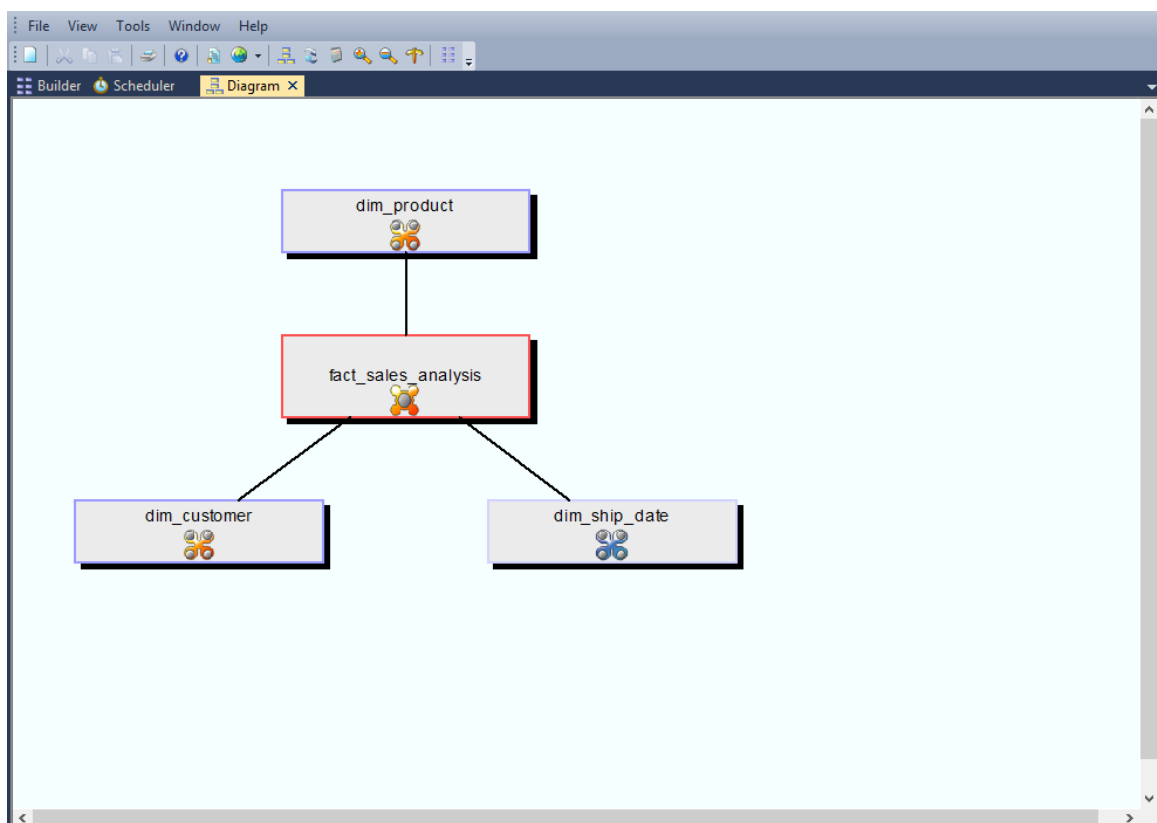 File View Tools Window Help
Builder Scheduler Diagram
dim_product
fact_sales_analysis
dim_customer dim_ship_date